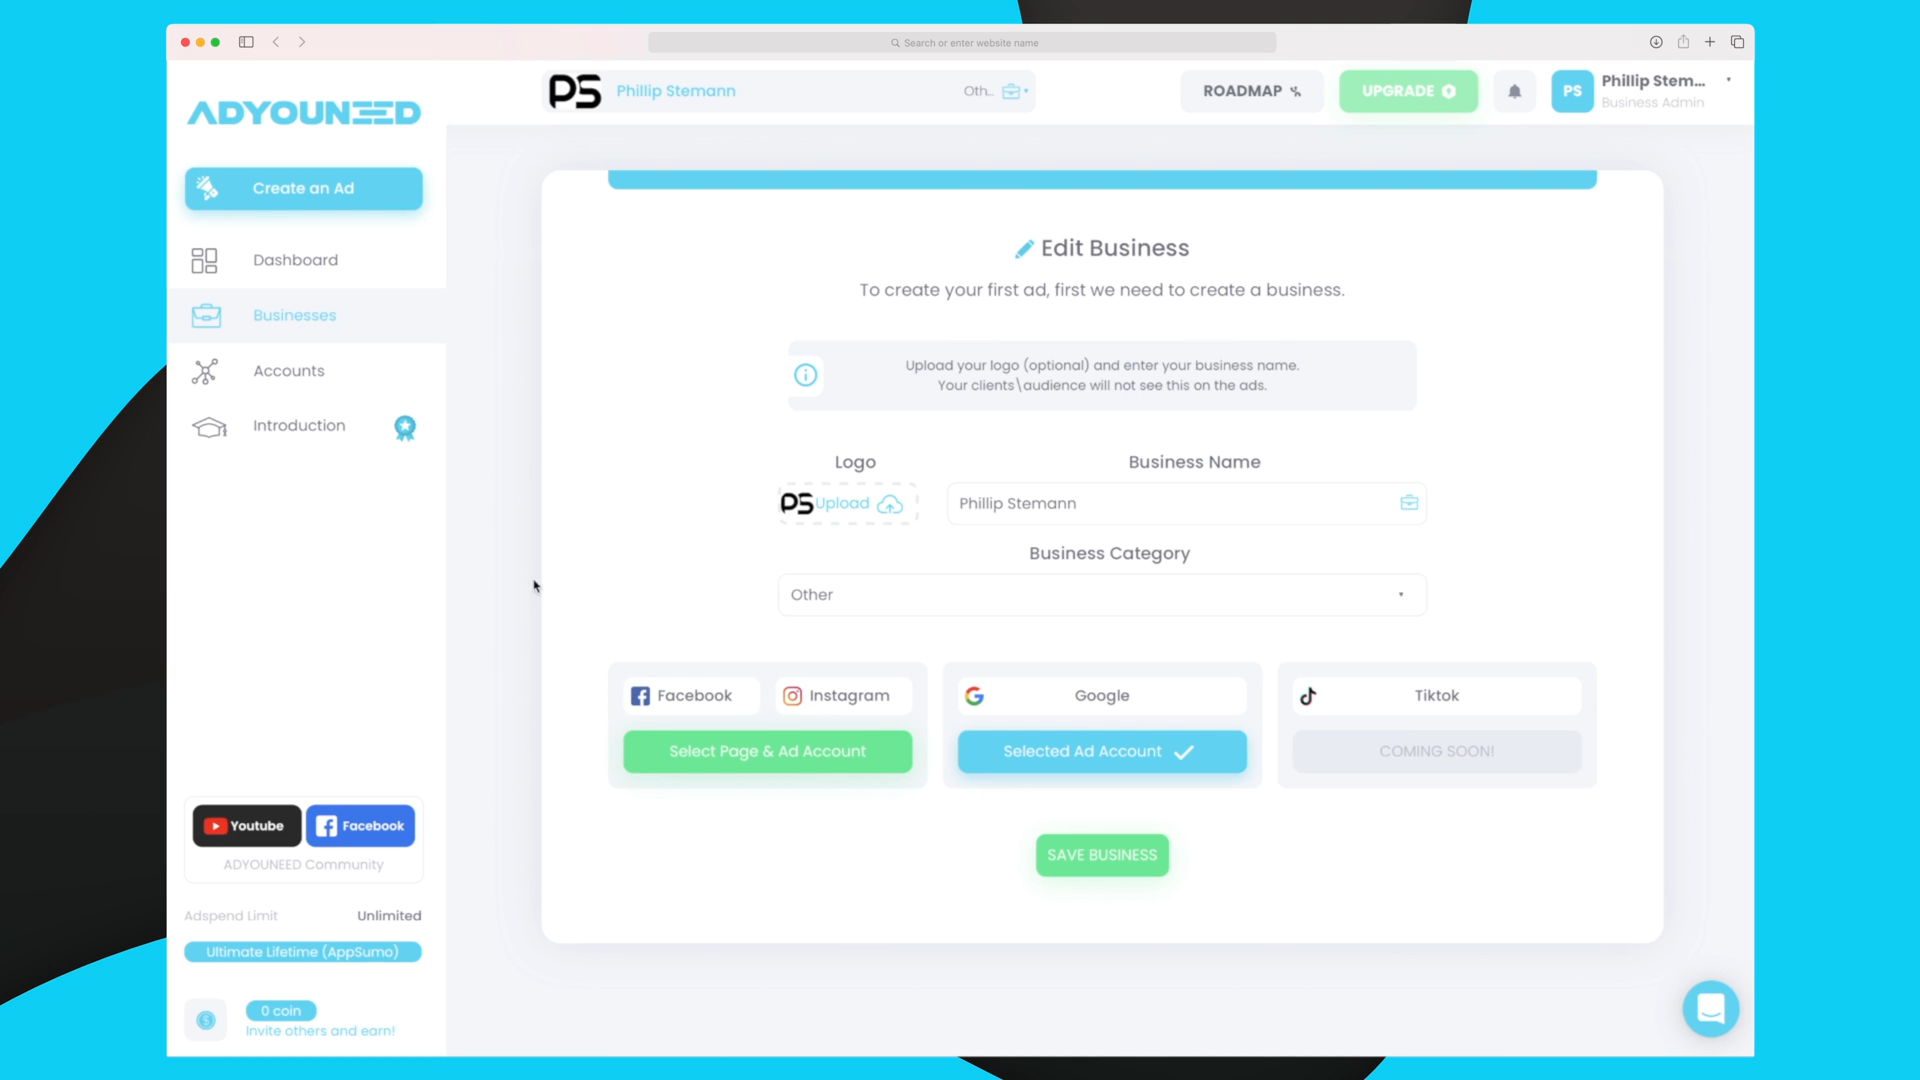 Search or enter website name
ADYOUNEED
PS Phillip Stemann
Oth..
ROADMAP
UPGRADE
PS
Phillip Stem...
Business Admin
Create an Ad
Dashboard
Businesses
Accounts
Introduction
Edit Business
To create your first ad, first we need to create a business.
Upload your logo (optional) and enter your business name.
Your clients\audience will not see this on the ads.
Logo
Business Name
PS Upload
Phillip Stemann
Business Category
Other
Facebook
Instagram
Google
Tiktok
Select Page & Ad Account
Selected Ad Account
COMING SOON!
SAVE BUSINESS
Youtube
Facebook
ADYOUNEED Community
Adspend Limit
Unlimited
Ultimate Lifetime (AppSumo)
0 coin
Invite others and earn!